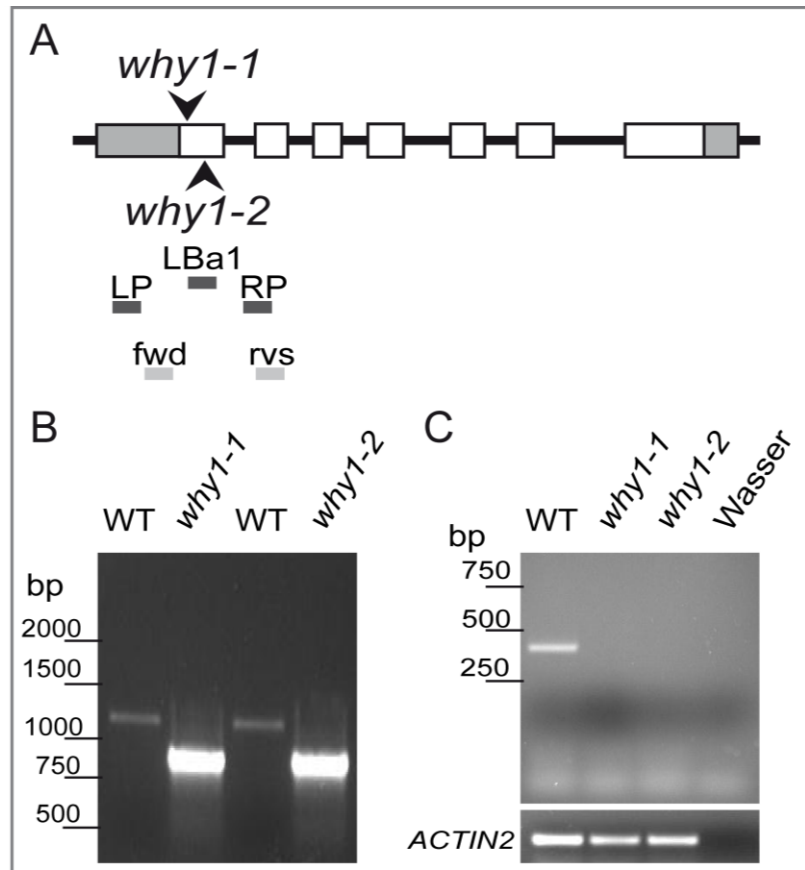 A
why1-1
why1-2
LBa1
LP RP
fwd rvs
B
WT why1-1 WT why1-2
bp
2000
1500
1000
750
500
C
WT why1-1 why1-2 Wasser
bp
750
500
250
ACTIN2